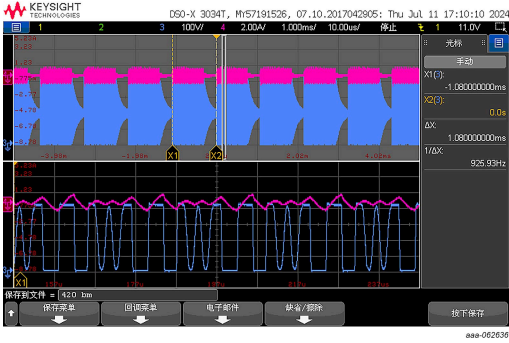 KEYSIGHT
TECHNOLOGIES
DSO-X 3034T, MY57191526, 07.10.2017042905: Thu Jul 11 17:10:10 2024
1 2 3 100V/ 4 2.00A/ 1.000ms/ 10.00us/ 停止 1 11.0V
光标
手动
X1(3):
-1.080000000ms
X2(3):
0.0s
ΔX:
1.080000000ms
1/ΔX:
925.93Hz
X1
X2
X1
保存到文件 = 420 bm
保存菜单
回调菜单
电子邮件
缺省/擦除
按下保存
aaa-062636